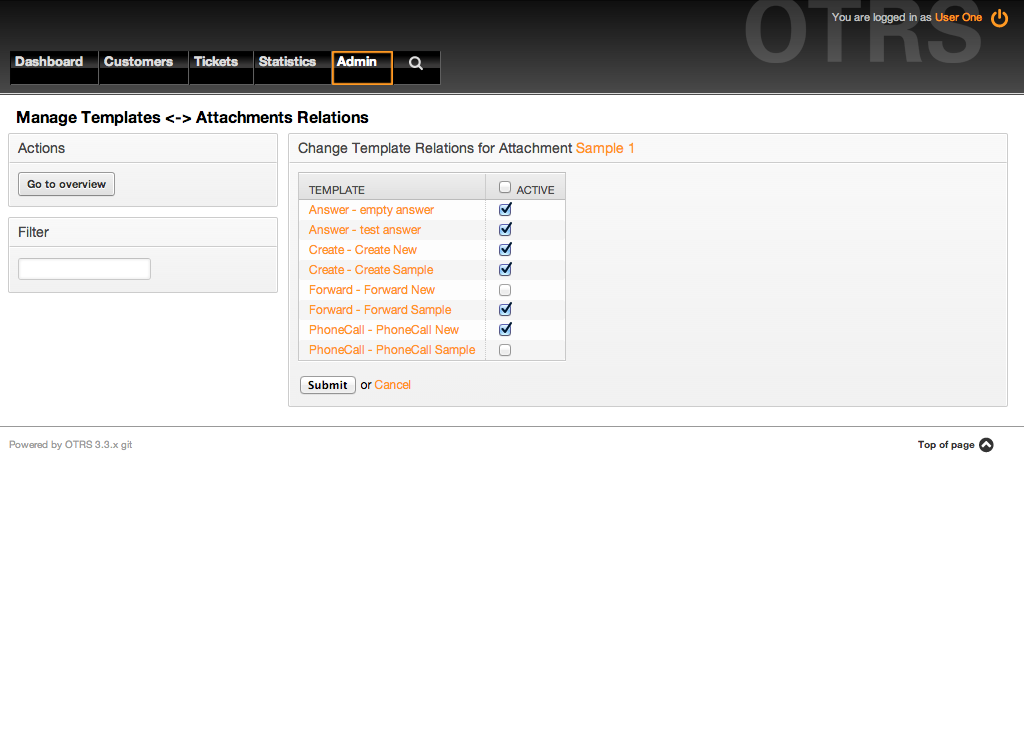 OTRS
You are logged in as User One
Dashboard Customers Tickets Statistics Admin
Manage Templates <-> Attachments Relations
Actions
Go to overview
Filter
Change Template Relations for Attachment Sample 1
TEMPLATE ACTIVE
Answer - empty answer
Answer - test answer
Create - Create New
Create - Create Sample
Forward - Forward New
Forward - Forward Sample
PhoneCall - PhoneCall New
PhoneCall - PhoneCall Sample
Submit or Cancel
Powered by OTRS 3.3.x git
Top of page